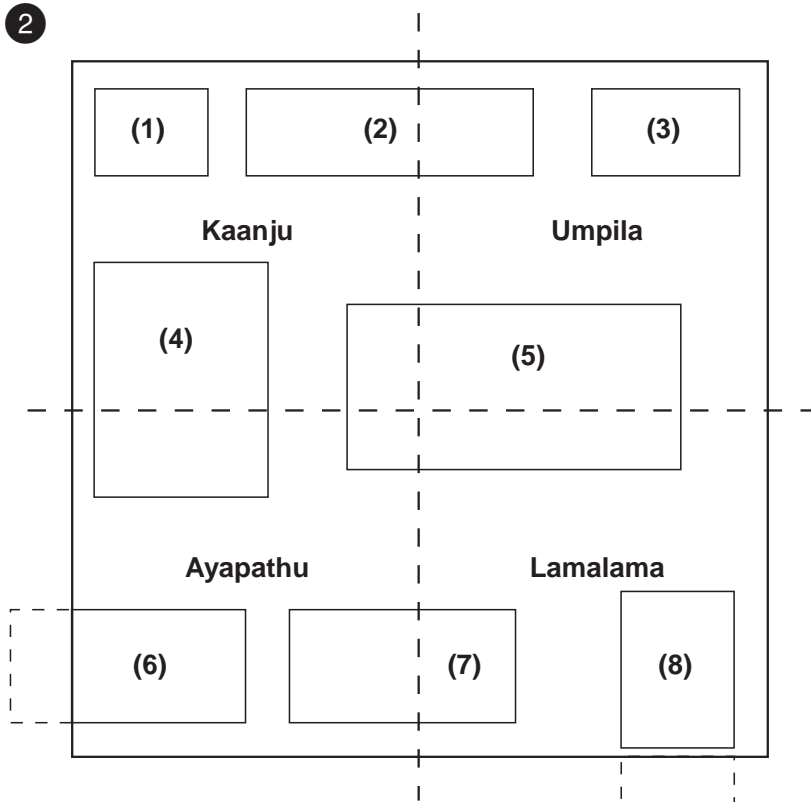 2
(1) (2) (3)
Kaanju Umpila
(4)
(5)
Ayapathu Lamalama
(6) (7) (8)